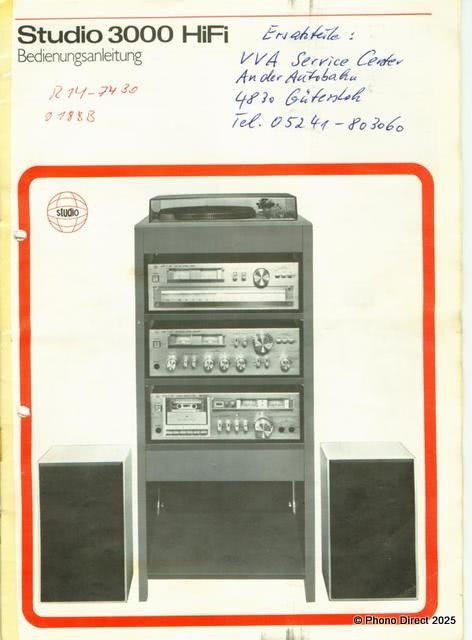 Studio 3000 HiFi
Bedienungsanleitung
R14-7430
0188B
Ersatzteile:
VVA Service Center
An der Autobahn
4830 Gütersloh
Tel. 05241-803060
studio
© Phono Direct 2025